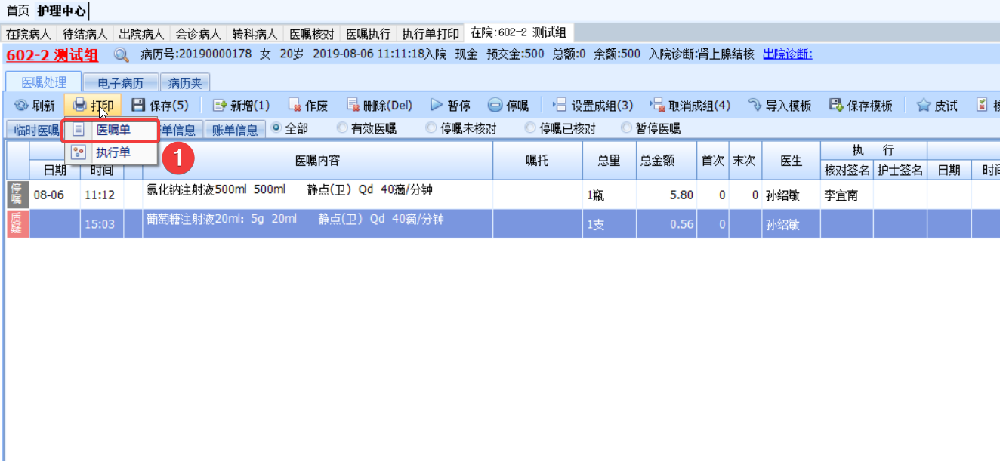 首页 护理中心
在院病人 待结病人 出院病人 会诊病人 转科病人 医嘱核对 医嘱执行 执行单打印 在院:602-2 测试组
602-2 测试组 病历号:20190000178 女 20岁 2019-08-06 11:11:18入院 现金 预交金:500 总额:0 余额:500 入院诊断:肾上腺结核 出院诊断:
医嘱处理 电子病历 病历夹
刷新 打印 保存(5) 新增(1) 作废 删除(Del) 暂停 停嘱 设置成组(3) 取消成组(4) 导入模板 保存模板 皮试
临时医嘱 医嘱单 单信息 账单信息 全部 有效医嘱 停嘱未核对 停嘱已核对 暂停医嘱
执行单 1
医嘱内容 嘱托 总量 总金额 首次 末次 医生 执 行
日期 时间 核对签名 护士签名 日期
停嘱 08-06 11:12 氯化钠注射液500ml 500ml 静点(卫) Qd 40滴/分钟 1瓶 5.80 0 0 孙绍敏 李宜南
质疑 15:03 葡萄糖注射液20ml: 5g 20ml 静点(卫) Qd 40滴/分钟 1支 0.56 0 孙绍敏